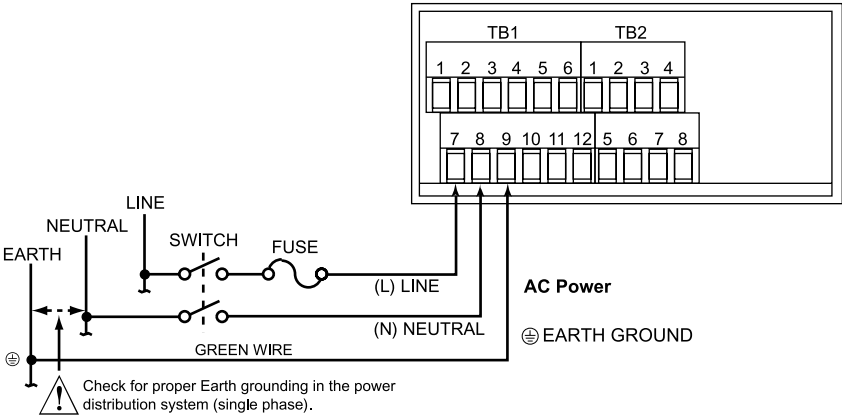 TB1 TB2
1 2 3 4 5 6 1 2 3 4
7 8 9 10 11 12 5 6 7 8
LINE
NEUTRAL
EARTH
SWITCH
FUSE
(L) LINE
AC Power
(N) NEUTRAL
EARTH GROUND
GREEN WIRE
Check for proper Earth grounding in the power
distribution system (single phase).